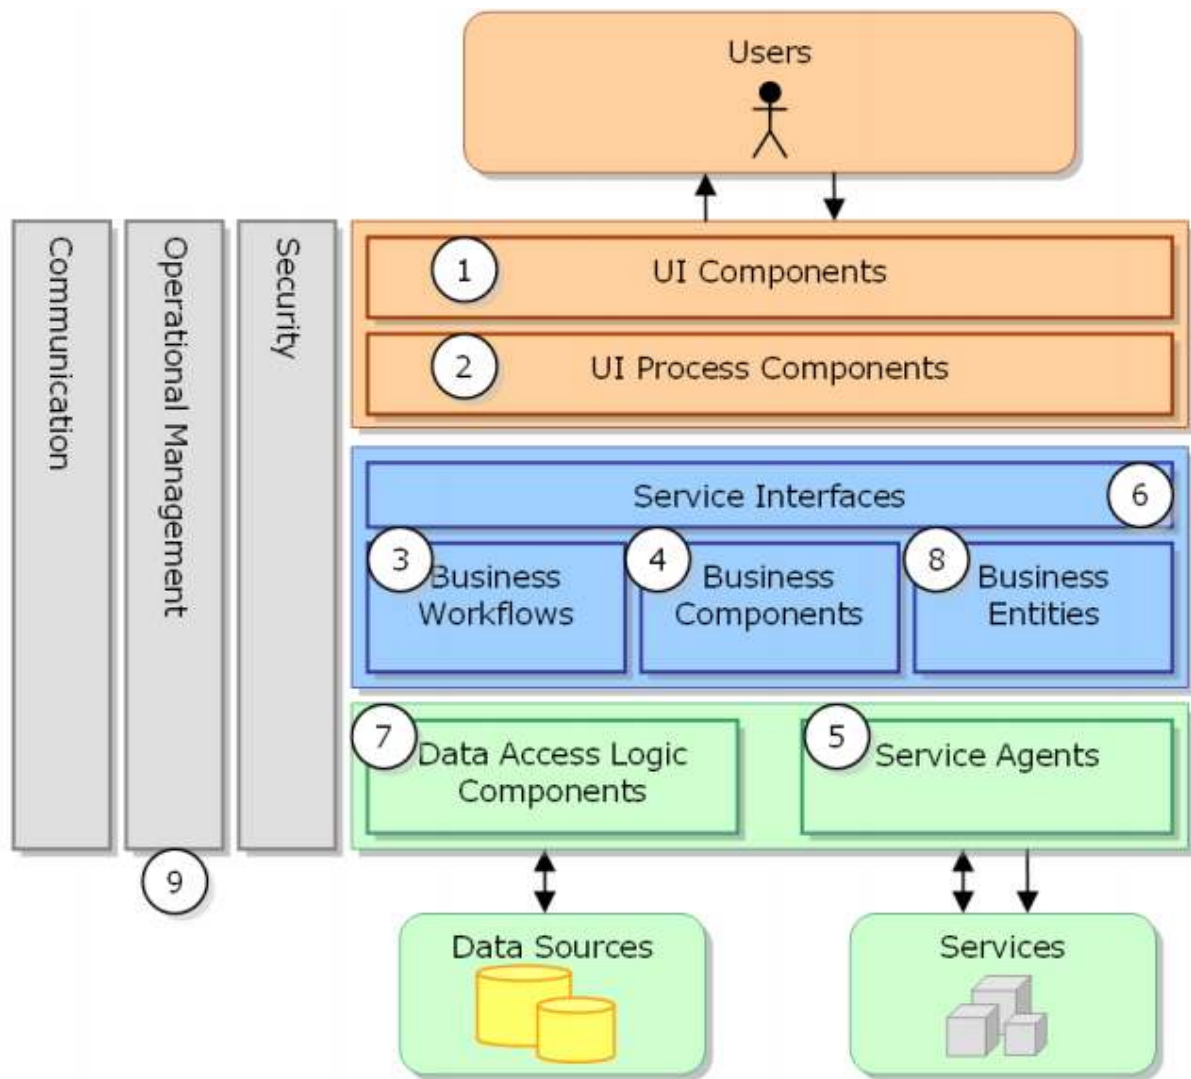 Users
Communication
Operational Management
Security
1
UI Components
2
UI Process Components
Service Interfaces
6
3
Business
Workflows
4
Business
Components
8
Business
Entities
7
Data Access Logic
Components
5
Service Agents
9
Data Sources
Services